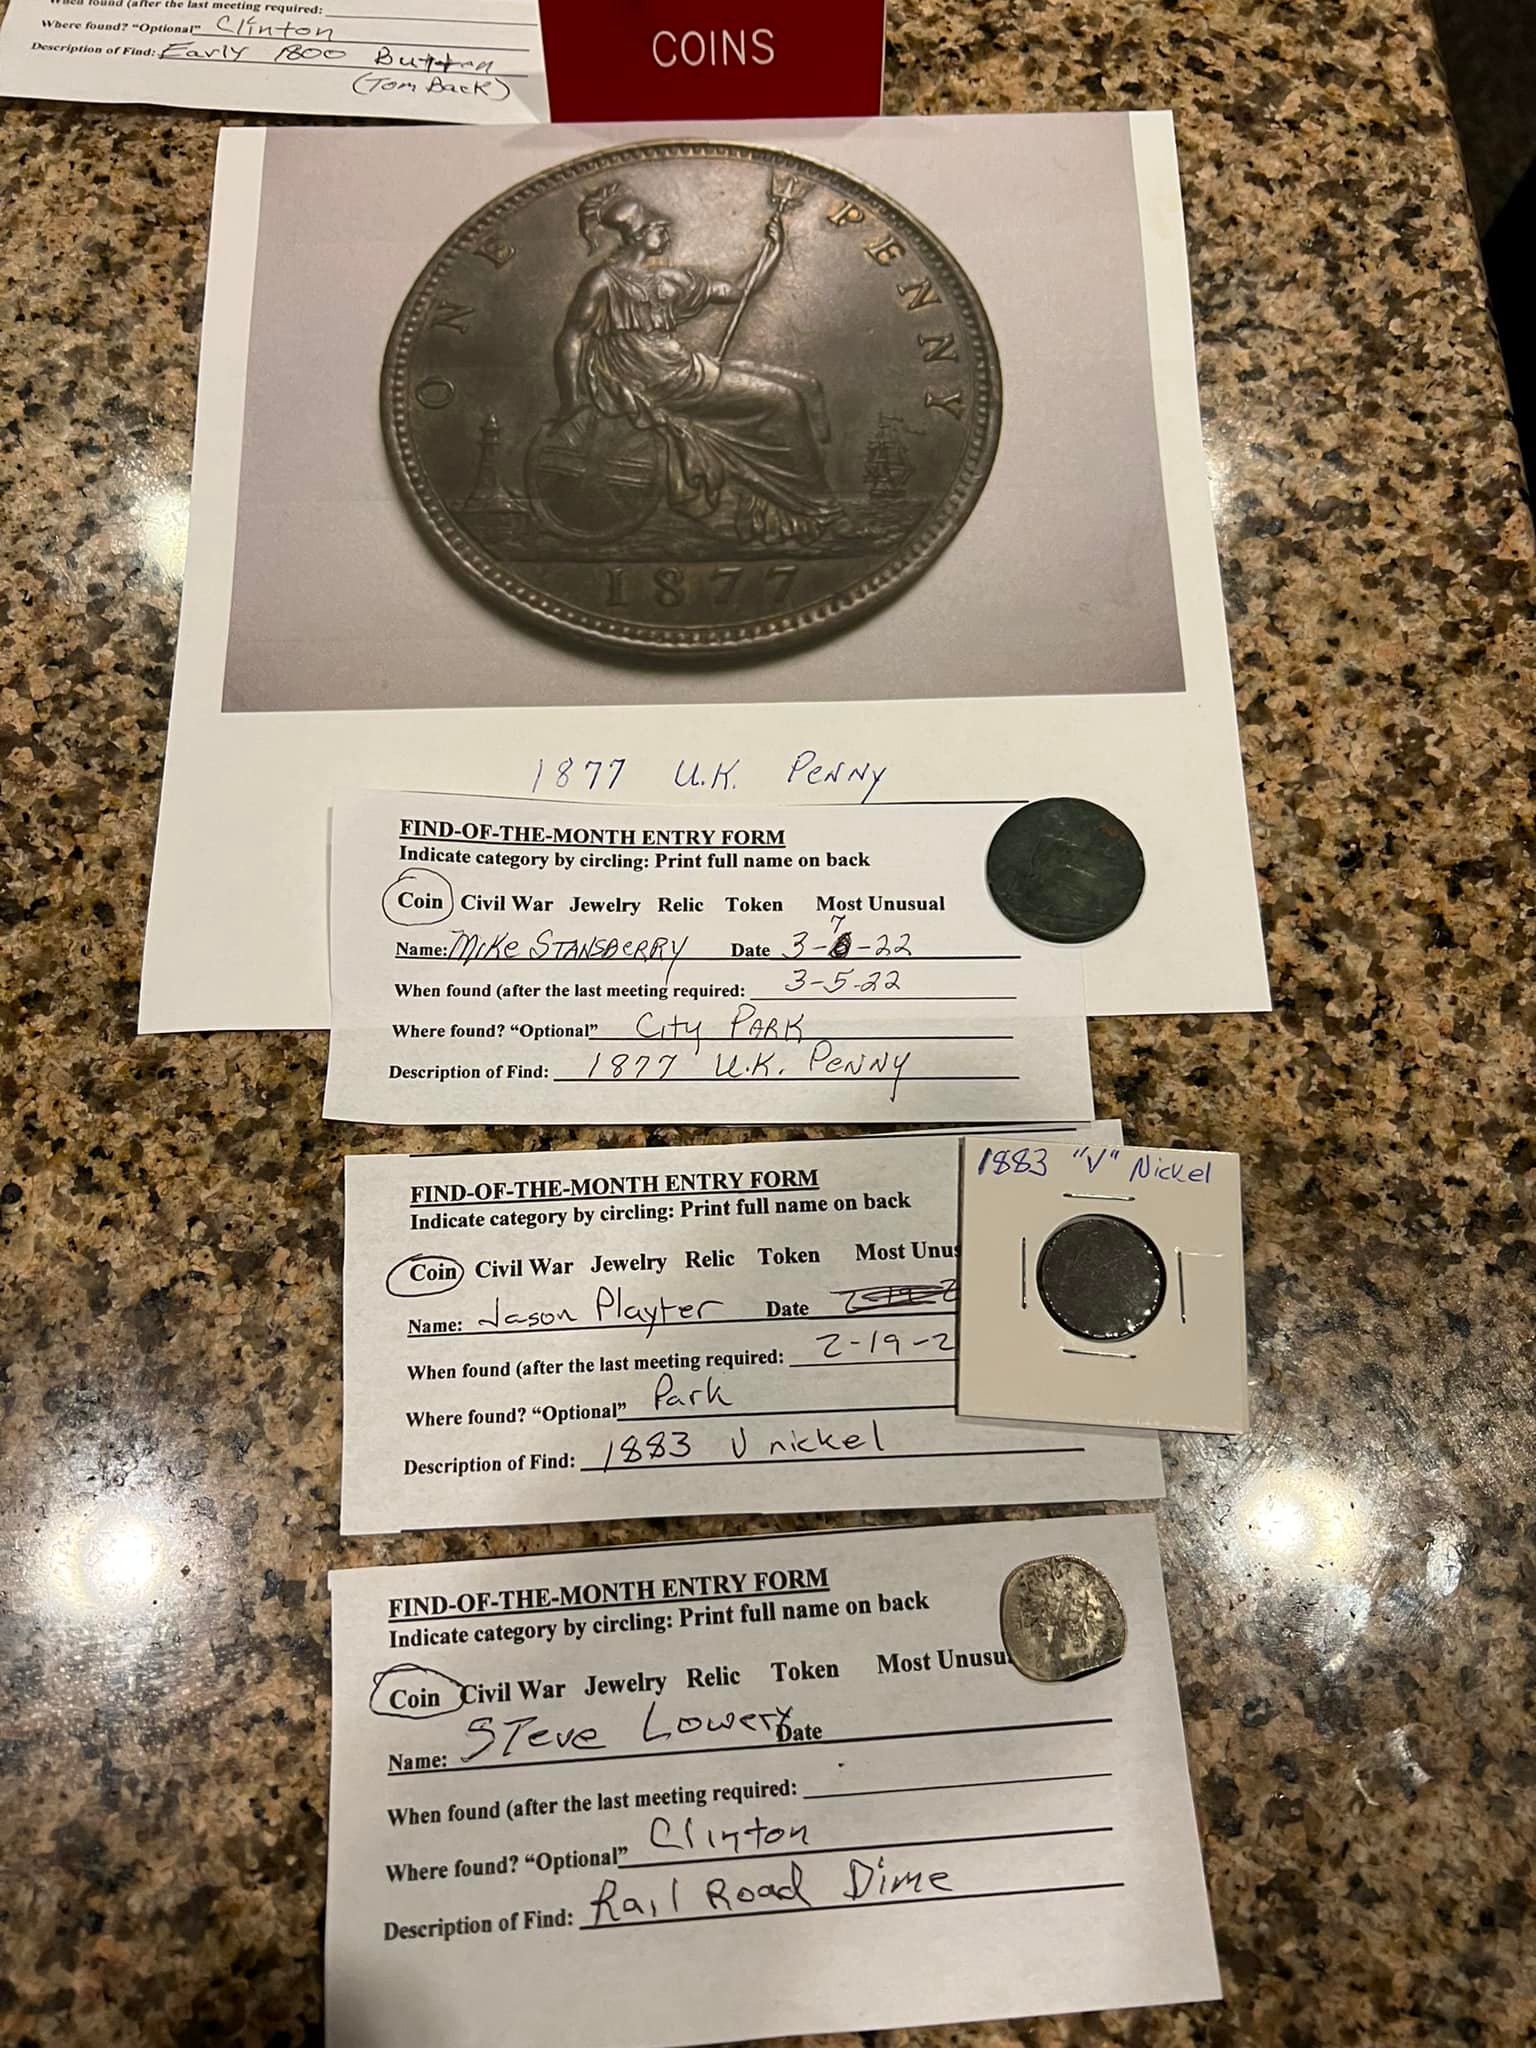 When found (after the last meeting required:
Where found? "Optional" Clinton
Description of Find: Early 1800 Button
(Tom Back)
COINS
ONE PENNY
1877
1877 U.K. PENNY
FIND-OF-THE-MONTH ENTRY FORM
Indicate category by circling: Print full name on back
Coin Civil War Jewelry Relic Token Most Unusual
Name: MIKE STANSBERRY Date 3-7-22
When found (after the last meeting required: 3-5-22
Where found? "Optional" CITY PARK
Description of Find: 1877 U.K. PENNY
1883 "V" Nickel
FIND-OF-THE-MONTH ENTRY FORM
Indicate category by circling: Print full name on back
Coin Civil War Jewelry Relic Token Most Unus
Name: Jason Playter Date
When found (after the last meeting required: 2-19-2
Where found? "Optional" Park
Description of Find: 1883 V nickel
FIND-OF-THE-MONTH ENTRY FORM
Indicate category by circling: Print full name on back
Coin Civil War Jewelry Relic Token Most Unusu
Name: Steve Lowery Date
When found (after the last meeting required:
Where found? "Optional" Clinton
Description of Find: Rail Road Dime